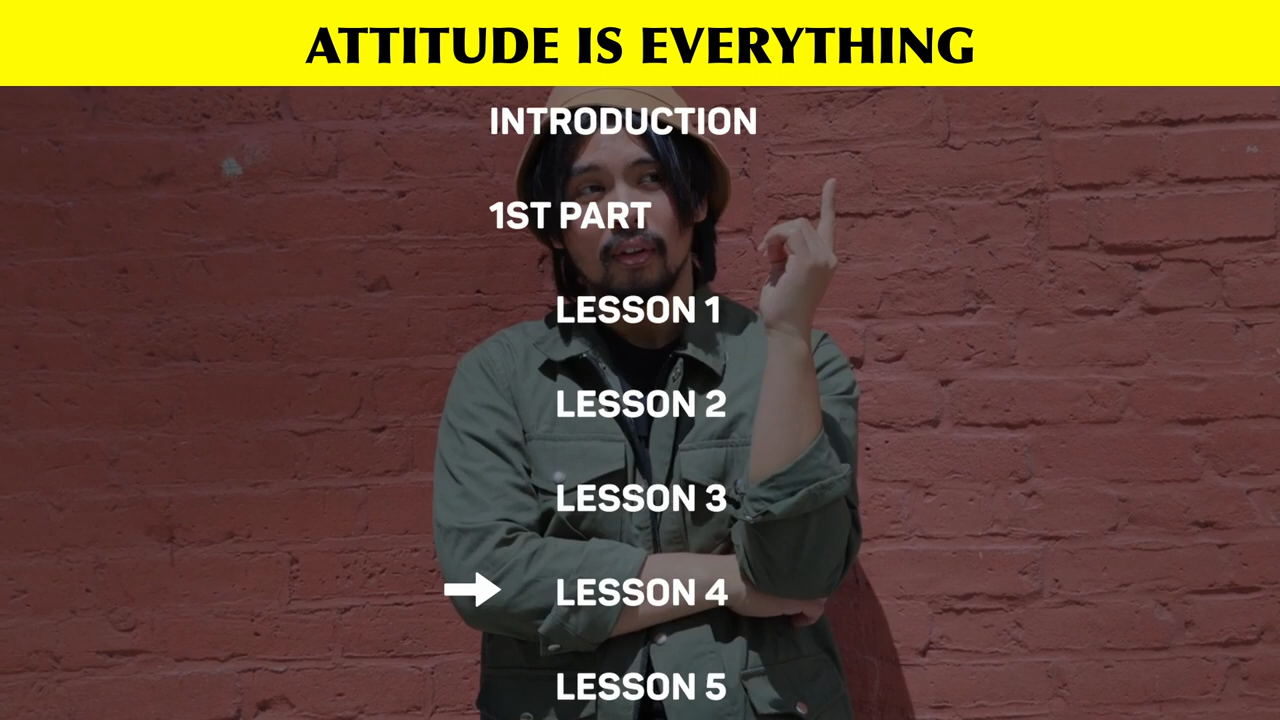 ATTITUDE IS EVERYTHING
INTRODUCTION
1ST PART
LESSON 1
LESSON 2
LESSON 3
LESSON 4
LESSON 5